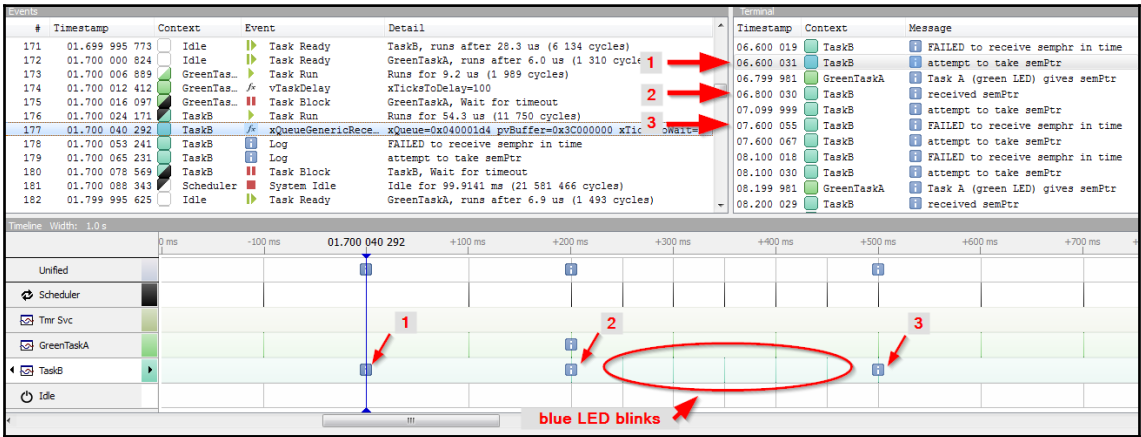 Events
# Timestamp Context Event Detail
171 01.699 995 773 Idle Task Ready TaskB, runs after 28.3 us (6 134 cycles)
172 01.700 000 824 Idle Task Ready GreenTaskA, runs after 6.0 us (1 310 cycle
173 01.700 006 889 GreenTas… Task Run Runs for 9.2 us (1 989 cycles)
174 01.700 012 412 GreenTas… fx vTaskDelay xTicksToDelay=100
175 01.700 016 097 GreenTas… Task Block GreenTaskA, Wait for timeout
176 01.700 024 171 TaskB Task Run Runs for 54.3 us (11 750 cycles)
177 01.700 040 292 TaskB fx xQueueGenericRece… xQueue=0x040001d4 pvBuffer=0x3C000000 xTic oWait=
178 01.700 053 241 TaskB Log FAILED to receive semphr in time
179 01.700 065 231 TaskB Log attempt to take semPtr
180 01.700 078 569 TaskB Task Block TaskB, Wait for timeout
181 01.700 088 343 Scheduler System Idle Idle for 99.9141 ms (21 581 466 cycles)
182 01.799 995 625 Idle Task Ready GreenTaskA, runs after 6.9 us (1 493 cycles)
1
2
3
Terminal
Timestamp Context Message
06.600 019 TaskB FAILED to receive semphr in time
06.600 031 TaskB attempt to take semPtr
06.799 981 GreenTaskA Task A (green LED) gives semPtr
06.800 030 TaskB received semPtr
07.099 999 TaskB attempt to take semPtr
07.600 055 TaskB FAILED to receive semphr in time
07.600 067 TaskB attempt to take semPtr
08.100 018 TaskB FAILED to receive semphr in time
08.100 030 TaskB attempt to take semPtr
08.199 981 GreenTaskA Task A (green LED) gives semPtr
08.200 029 TaskB received semPtr
Timeline Width: 1.0 s
0 ms -100 ms 01.700 040 292 +100 ms +200 ms +300 ms +400 ms +500 ms +600 ms +700 ms
Unified
Scheduler
Tmr Svc
1 2 3
GreenTaskA
TaskB
Idle
blue LED blinks